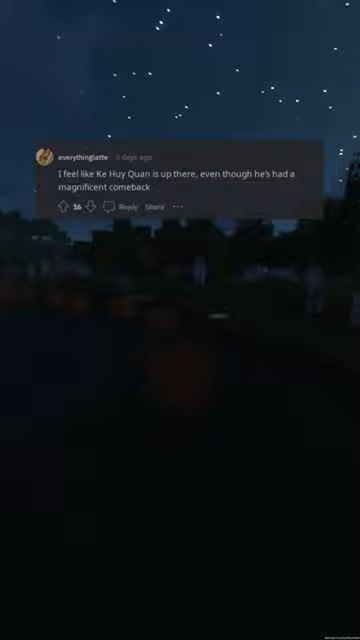 everythinglatte · 3 days ago
I feel like Ke Huy Quan is up there, even though he's had a
magnificent comeback
16 Reply Share ···